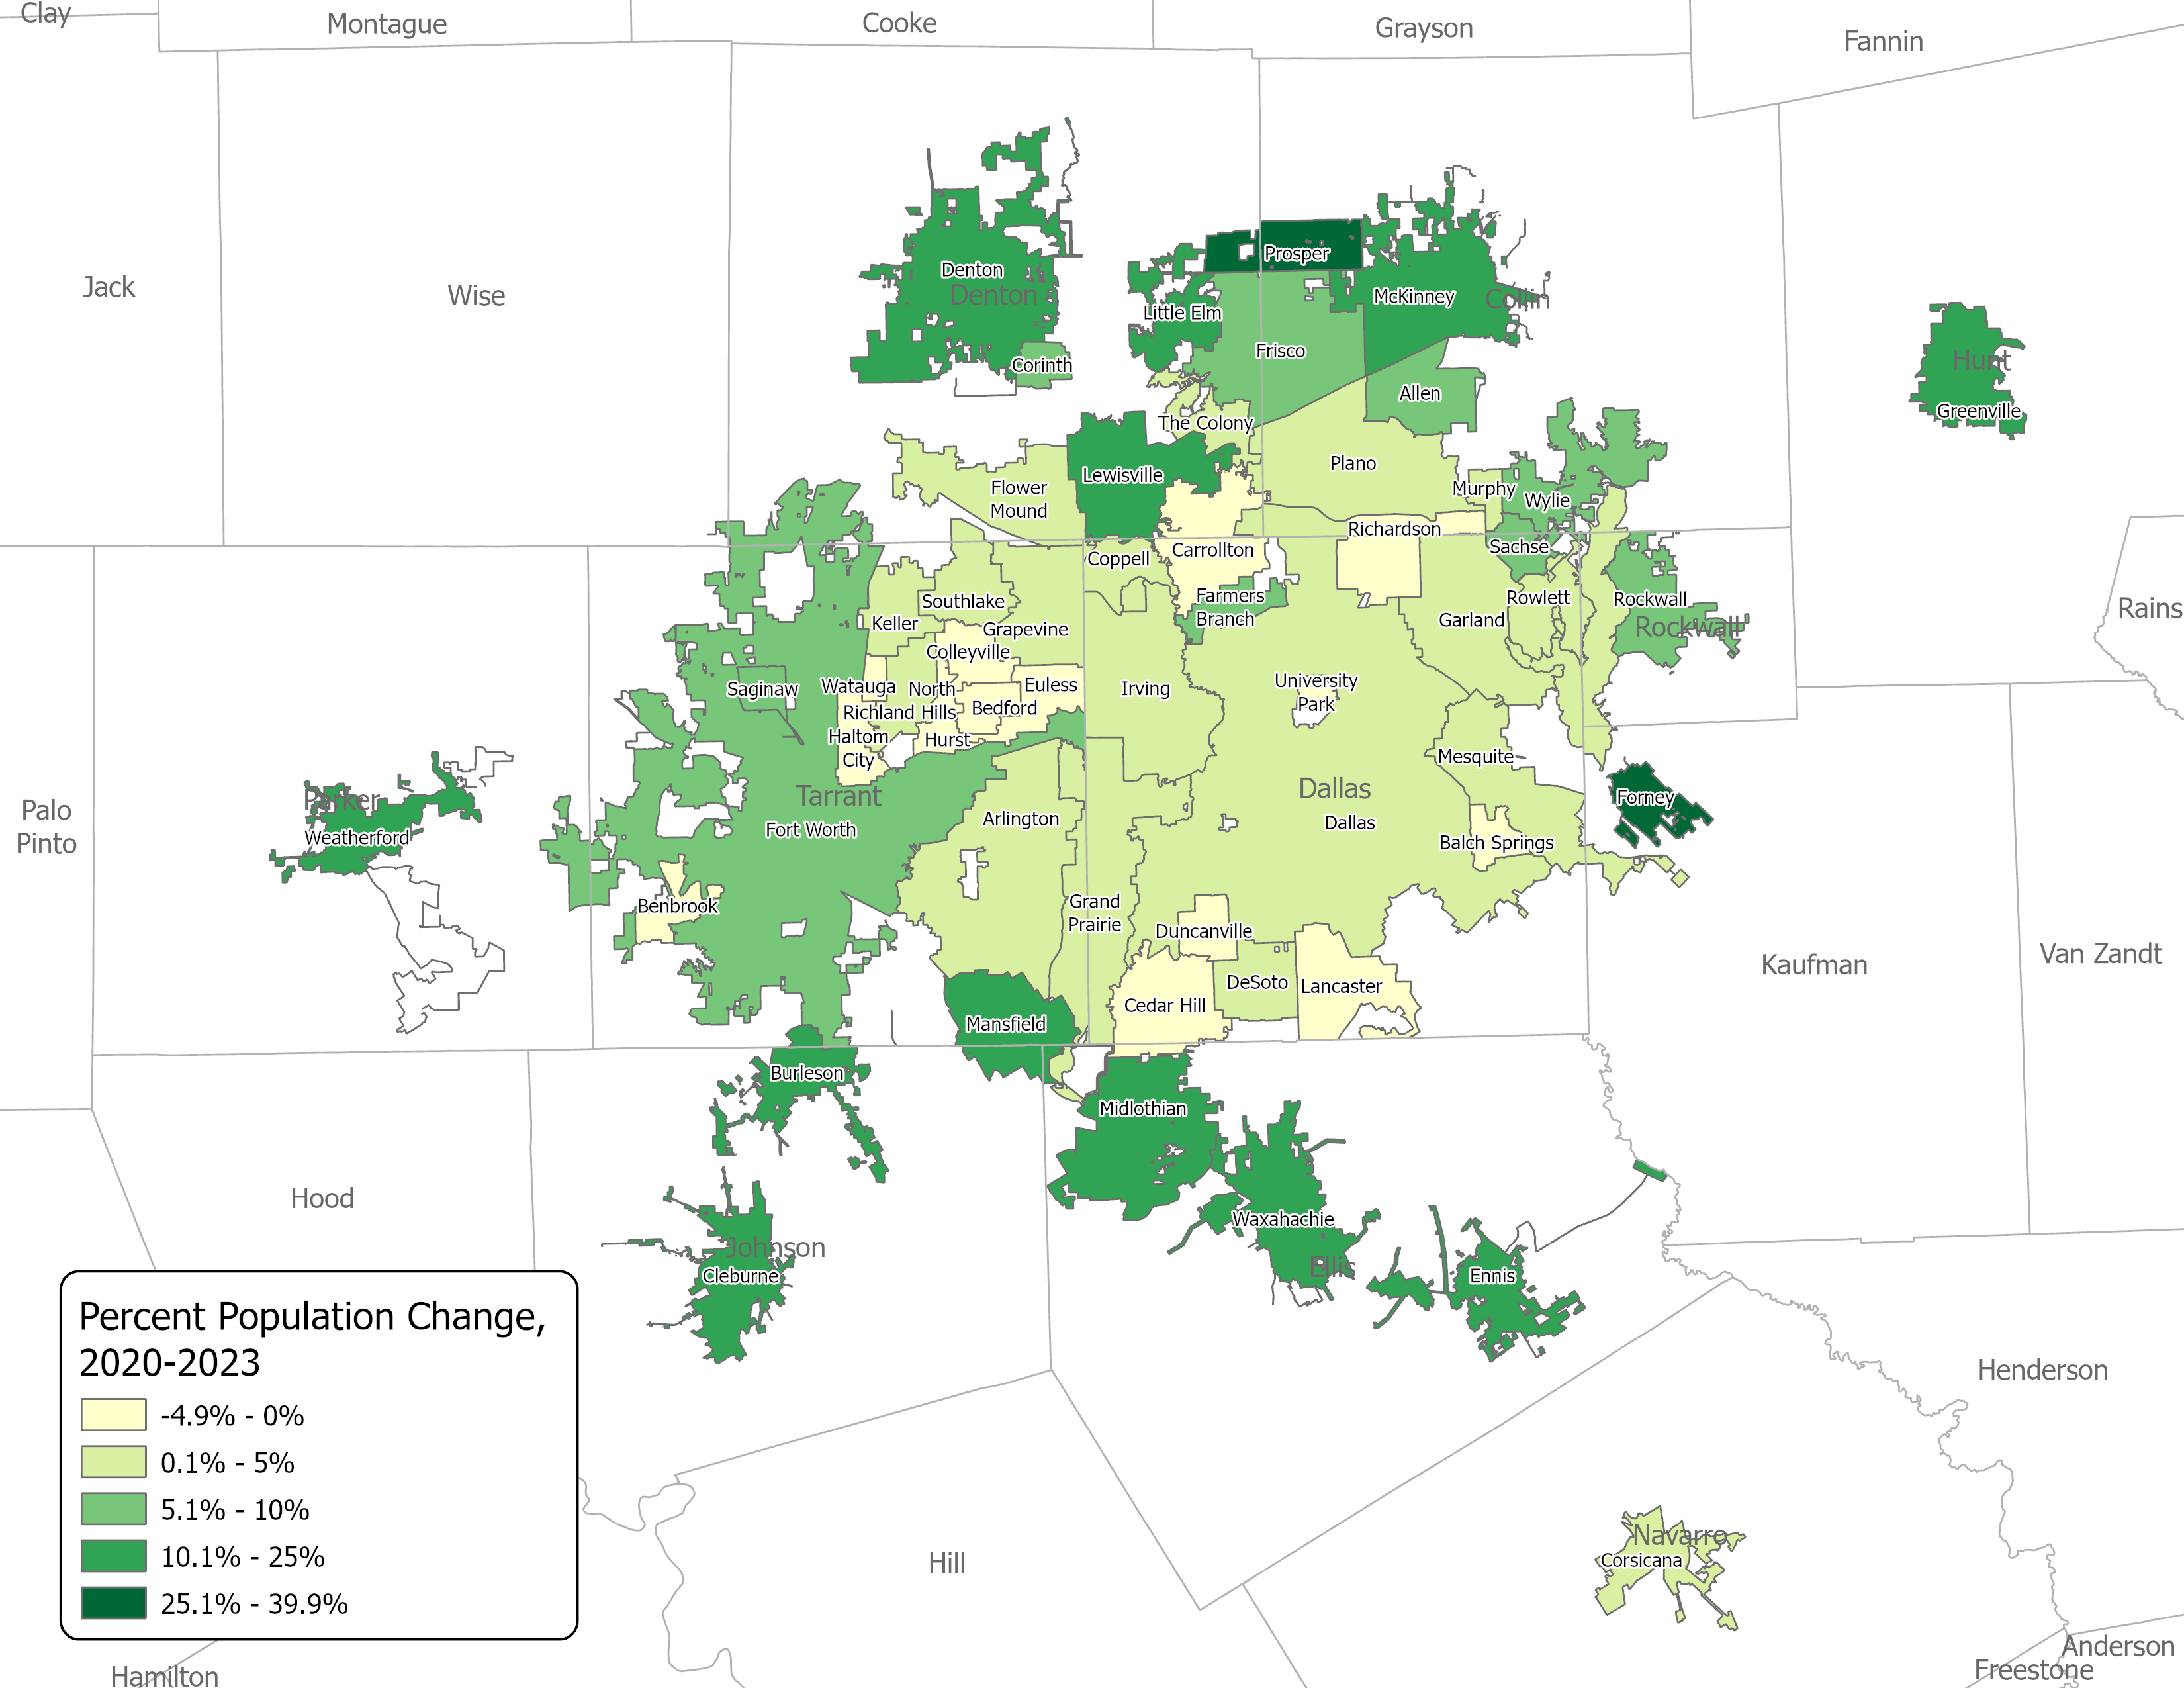 Clay
Montague
Cooke
Grayson
Fannin
Jack
Wise
Denton
Denton
Corinth
Prosper
Little Elm
McKinney
Collin
Frisco
Allen
Hunt
Greenville
The Colony
Lewisville
Plano
Flower
Mound
Murphy
Wylie
Richardson
Coppell
Carrollton
Sachse
Farmers
Branch
Rowlett
Rockwall
Rockwall
Rains
Southlake
Keller
Grapevine
Garland
Colleyville
Saginaw
Watauga
North
Richland Hills
Euless
Bedford
Irving
University
Park
Haltom
City
Hurst
Mesquite
Palo
Pinto
Parker
Weatherford
Tarrant
Fort Worth
Arlington
Dallas
Dallas
Forney
Balch Springs
Benbrook
Grand
Prairie
Duncanville
DeSoto
Lancaster
Cedar Hill
Kaufman
Van Zandt
Mansfield
Burleson
Midlothian
Hood
Johnson
Cleburne
Waxahachie
Ellis
Ennis
Percent Population Change,
2020-2023
-4.9% - 0%
0.1% - 5%
5.1% - 10%
10.1% - 25%
25.1% - 39.9%
Henderson
Hill
Navarro
Corsicana
Hamilton
Anderson
Freestone